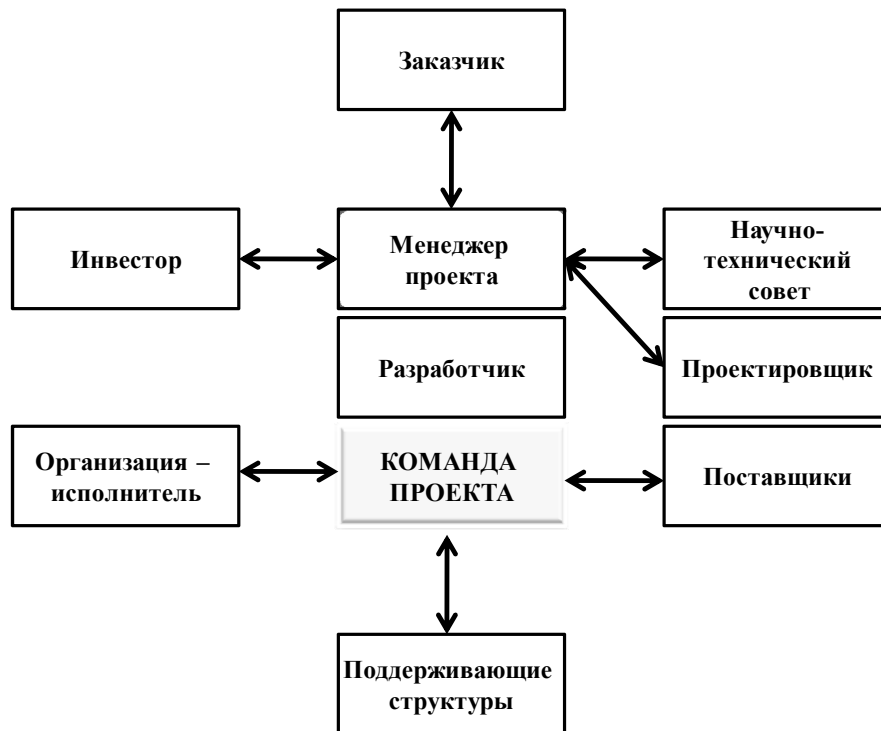 Заказчик
Инвестор
Менеджер
проекта
Научно-
технический
совет
Разработчик
Проектировщик
Организация –
исполнитель
КОМАНДА
ПРОЕКТА
Поставщики
Поддерживающие
структуры